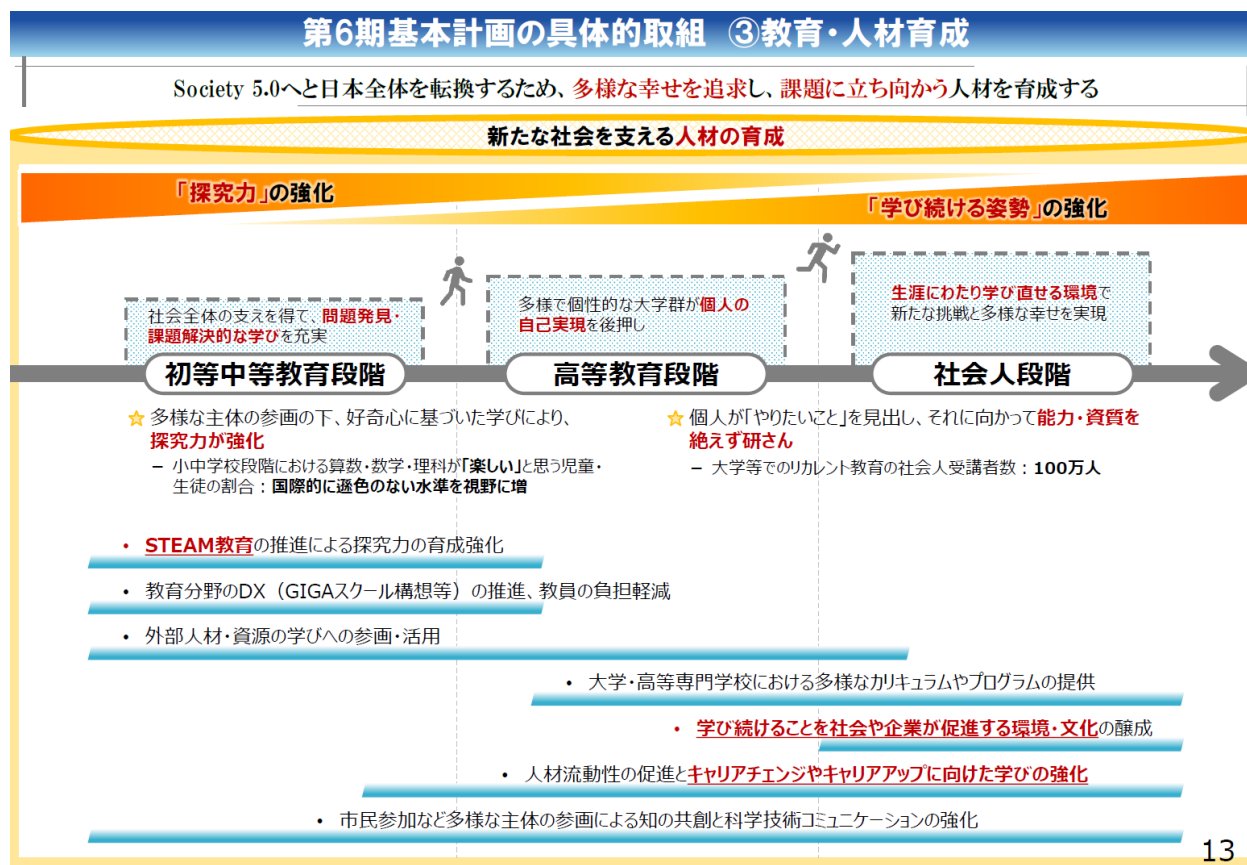 第6期基本計画の具体的取組 ③教育・人材育成
Society 5.0へと日本全体を転換するため、多様な幸せを追求し、課題に立ち向かう人材を育成する
新たな社会を支える人材の育成
「探究力」の強化
「学び続ける姿勢」の強化
社会全体の支えを得て、問題発見・
課題解決的な学びを充実
多様で個性的な大学群が個人の
自己実現を後押し
生涯にわたり学び直せる環境で
新たな挑戦と多様な幸せを実現
初等中等教育段階
高等教育段階
社会人段階
☆ 多様な主体の参画の下、好奇心に基づいた学びにより、
探究力が強化
− 小中学校段階における算数・数学・理科が「楽しい」と思う児童・
生徒の割合：国際的に遜色のない水準を視野に増
☆ 個人が「やりたいこと」を見出し、それに向かって能力・資質を
絶えず研さん
− 大学等でのリカレント教育の社会人受講者数：100万人
• STEAM教育の推進による探究力の育成強化
• 教育分野のDX（GIGAスクール構想等）の推進、教員の負担軽減
• 外部人材・資源の学びへの参画・活用
• 大学・高等専門学校における多様なカリキュラムやプログラムの提供
• 学び続けることを社会や企業が促進する環境・文化の醸成
• 人材流動性の促進とキャリアチェンジやキャリアアップに向けた学びの強化
• 市民参加など多様な主体の参画による知の共創と科学技術コミュニケーションの強化
13